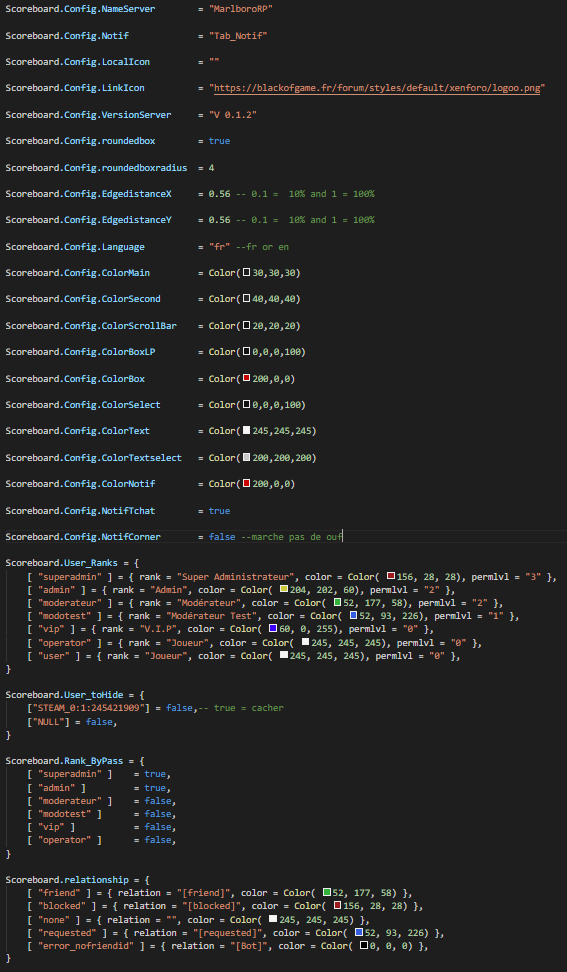 Scoreboard.Config.NameServer = "MarlboroRP"
Scoreboard.Config.Notif = "Tab_Notif"
Scoreboard.Config.LocalIcon = ""
Scoreboard.Config.LinkIcon = "https://blackofgame.fr/forum/styles/default/xenforo/logoo.png"
Scoreboard.Config.VersionServer = "V 0.1.2"
Scoreboard.Config.roundedbox = true
Scoreboard.Config.roundedboxradius = 4
Scoreboard.Config.EdgedistanceX = 0.56 -- 0.1 =  10% and 1 = 100%
Scoreboard.Config.EdgedistanceY = 0.56 -- 0.1 =  10% and 1 = 100%
Scoreboard.Config.Language = "fr" --fr or en
Scoreboard.Config.ColorMain = Color(30,30,30)
Scoreboard.Config.ColorSecond = Color(40,40,40)
Scoreboard.Config.ColorScrollBar = Color(20,20,20)
Scoreboard.Config.ColorBoxLP = Color(0,0,0,100)
Scoreboard.Config.ColorBox = Color(200,0,0)
Scoreboard.Config.ColorSelect = Color(0,0,0,100)
Scoreboard.Config.ColorText = Color(245,245,245)
Scoreboard.Config.ColorTextselect = Color(200,200,200)
Scoreboard.Config.ColorNotif = Color(200,0,0)
Scoreboard.Config.NotifTchat = true
Scoreboard.Config.NotifCorner = false --marche pas de ouf
Scoreboard.User_Ranks = {
[ "superadmin" ] = { rank = "Super Administrateur", color = Color( 156, 28, 28), permlvl = "3" },
[ "admin" ] = { rank = "Admin", color = Color( 204, 202, 60), permlvl = "2" },
[ "moderateur" ] = { rank = "Modérateur", color = Color( 52, 177, 58), permlvl = "2" },
[ "modotest" ] = { rank = "Modérateur Test", color = Color( 52, 93, 226), permlvl = "1" },
[ "vip" ] = { rank = "V.I.P", color = Color( 60, 0, 255), permlvl = "0" },
[ "operator" ] = { rank = "Joueur", color = Color( 245, 245, 245), permlvl = "0" },
[ "user" ] = { rank = "Joueur", color = Color( 245, 245, 245), permlvl = "0" },
}
Scoreboard.User_toHide = {
["STEAM_0:1:245421909"] = false,-- true = cacher
["NULL"] = false,
}
Scoreboard.Rank_ByPass = {
[ "superadmin" ] = true,
[ "admin" ] = true,
[ "moderateur" ] = false,
[ "modotest" ] = false,
[ "vip" ] = false,
[ "operator" ] = false,
}
Scoreboard.relationship = {
[ "friend" ] = { relation = "[friend]", color = Color( 52, 177, 58) },
[ "blocked" ] = { relation = "[blocked]", color = Color( 156, 28, 28) },
[ "none" ] = { relation = "", color = Color( 245, 245, 245) },
[ "requested" ] = { relation = "[requested]", color = Color( 52, 93, 226) },
[ "error_nofriendid" ] = { relation = "[Bot]", color = Color( 0, 0, 0) },
}